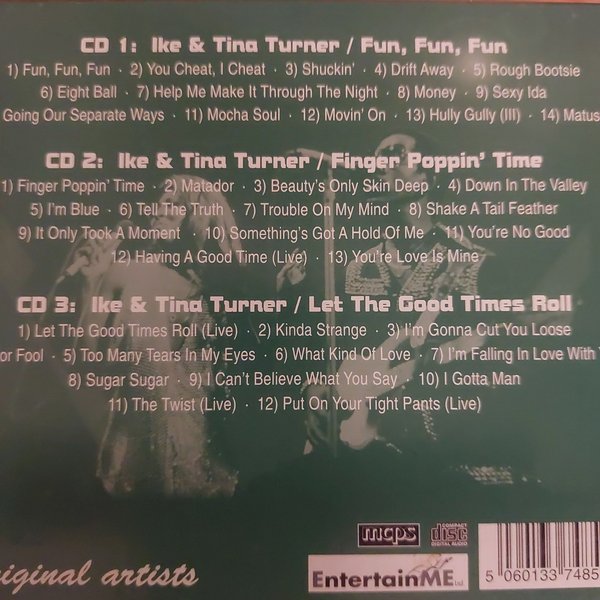 CD 1: Ike & Tina Turner / Fun, Fun, Fun
1) Fun, Fun, Fun · 2) You Cheat, I Cheat · 3) Shuckin' · 4) Drift Away · 5) Rough Bootsie
6) Eight Ball · 7) Help Me Make It Through The Night · 8) Money · 9) Sexy Ida
Going Our Separate Ways · 11) Mocha Soul · 12) Movin' On · 13) Hully Gully (III) · 14) Matus
CD 2: Ike & Tina Turner / Finger Poppin' Time
1) Finger Poppin' Time · 2) Matador · 3) Beauty's Only Skin Deep · 4) Down In The Valley
5) I'm Blue · 6) Tell The Truth · 7) Trouble On My Mind · 8) Shake A Tail Feather
9) It Only Took A Moment · 10) Something's Got A Hold Of Me · 11) You're No Good
12) Having A Good Time (Live) · 13) You're Love Is Mine
CD 3: Ike & Tina Turner / Let The Good Times Roll
1) Let The Good Times Roll (Live) · 2) Kinda Strange · 3) I'm Gonna Cut You Loose
or Fool · 5) Too Many Tears In My Eyes · 6) What Kind Of Love · 7) I'm Falling In Love With
8) Sugar Sugar · 9) I Can't Believe What You Say · 10) I Gotta Man
11) The Twist (Live) · 12) Put On Your Tight Pants (Live)
mcps
COMPACT
disc
DIGITAL AUDIO
riginal artists
EntertainME Ltd
5 060133 7485